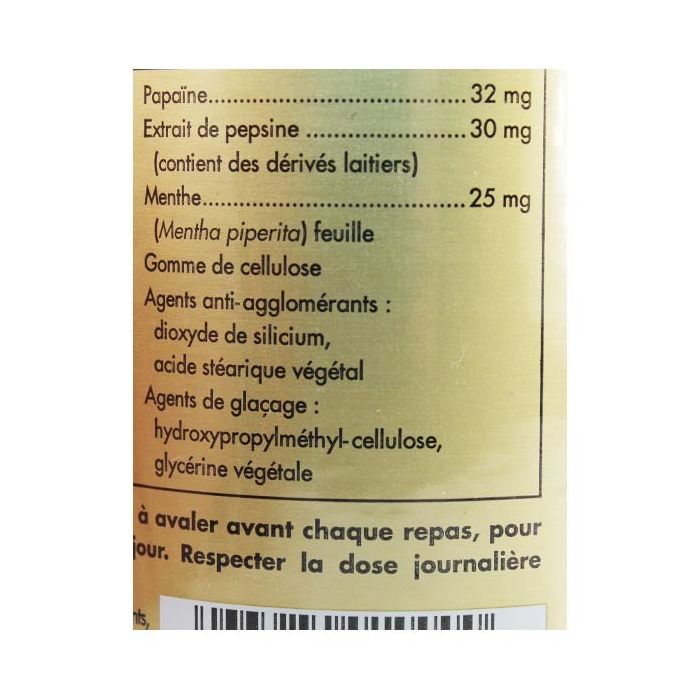 Papaïne.................................. 32 mg
Extrait de pepsine ..................... 30 mg
(contient des dérivés laitiers)
Menthe................................... 25 mg
(Mentha piperita) feuille
Gomme de cellulose
Agents anti-agglomérants :
dioxyde de silicium,
acide stéarique végétal
Agents de glaçage :
hydroxypropylméthyl-cellulose,
glycérine végétale
à avaler avant chaque repas, pour
jour. Respecter la dose journalière